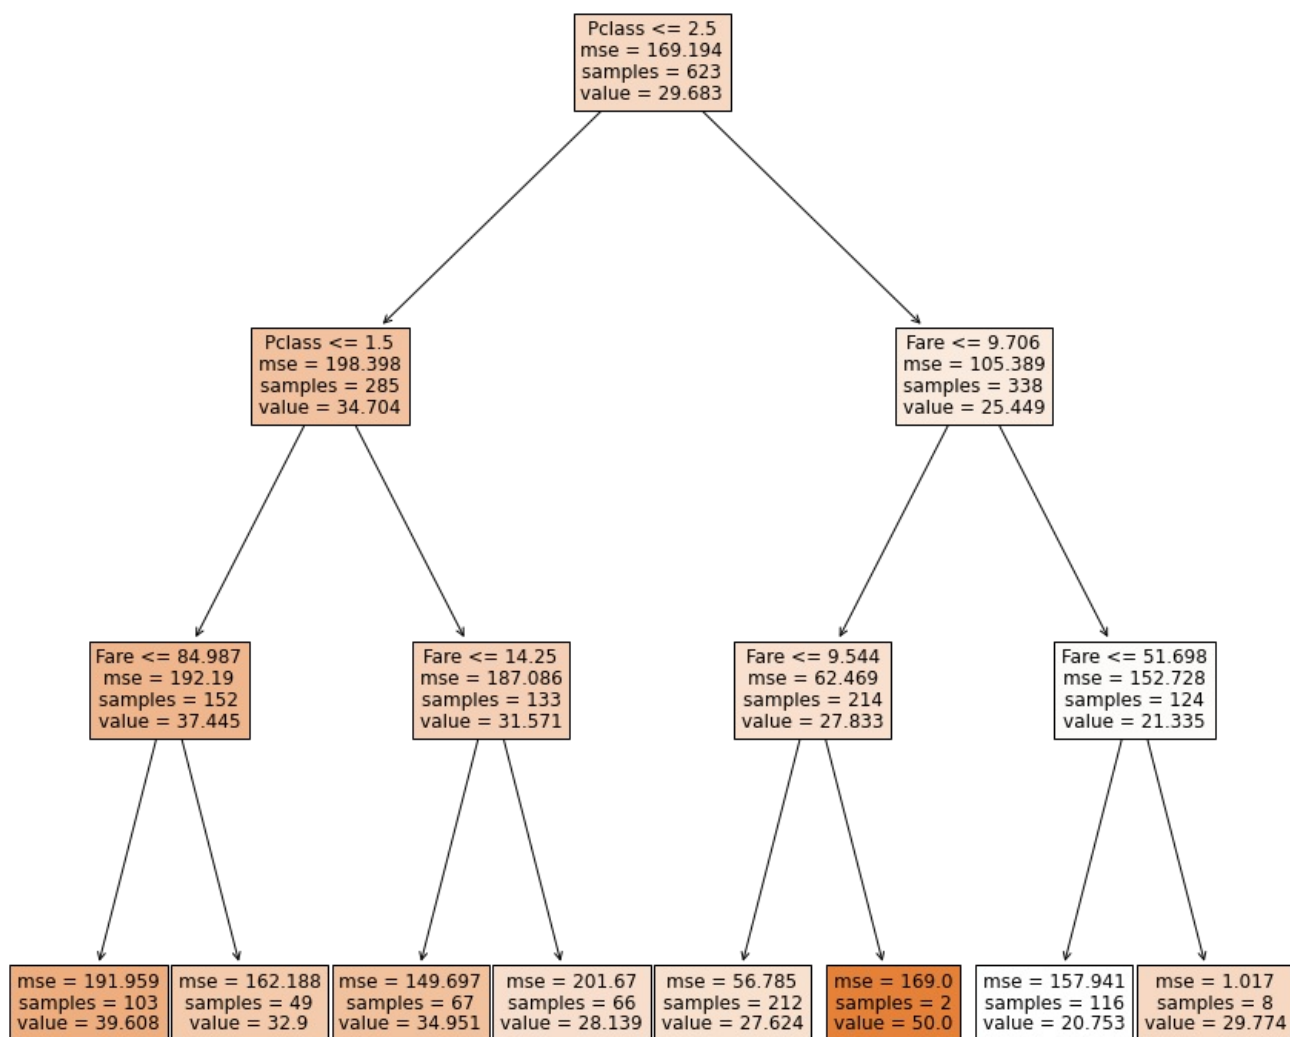 Pclass <= 2.5
mse = 169.194
samples = 623
value = 29.683
Pclass <= 1.5
mse = 198.398
samples = 285
value = 34.704
Fare <= 9.706
mse = 105.389
samples = 338
value = 25.449
Fare <= 84.987
mse = 192.19
samples = 152
value = 37.445
Fare <= 14.25
mse = 187.086
samples = 133
value = 31.571
Fare <= 9.544
mse = 62.469
samples = 214
value = 27.833
Fare <= 51.698
mse = 152.728
samples = 124
value = 21.335
mse = 191.959
samples = 103
value = 39.608
mse = 162.188
samples = 49
value = 32.9
mse = 149.697
samples = 67
value = 34.951
mse = 201.67
samples = 66
value = 28.139
mse = 56.785
samples = 212
value = 27.624
mse = 169.0
samples = 2
value = 50.0
mse = 157.941
samples = 116
value = 20.753
mse = 1.017
samples = 8
value = 29.774